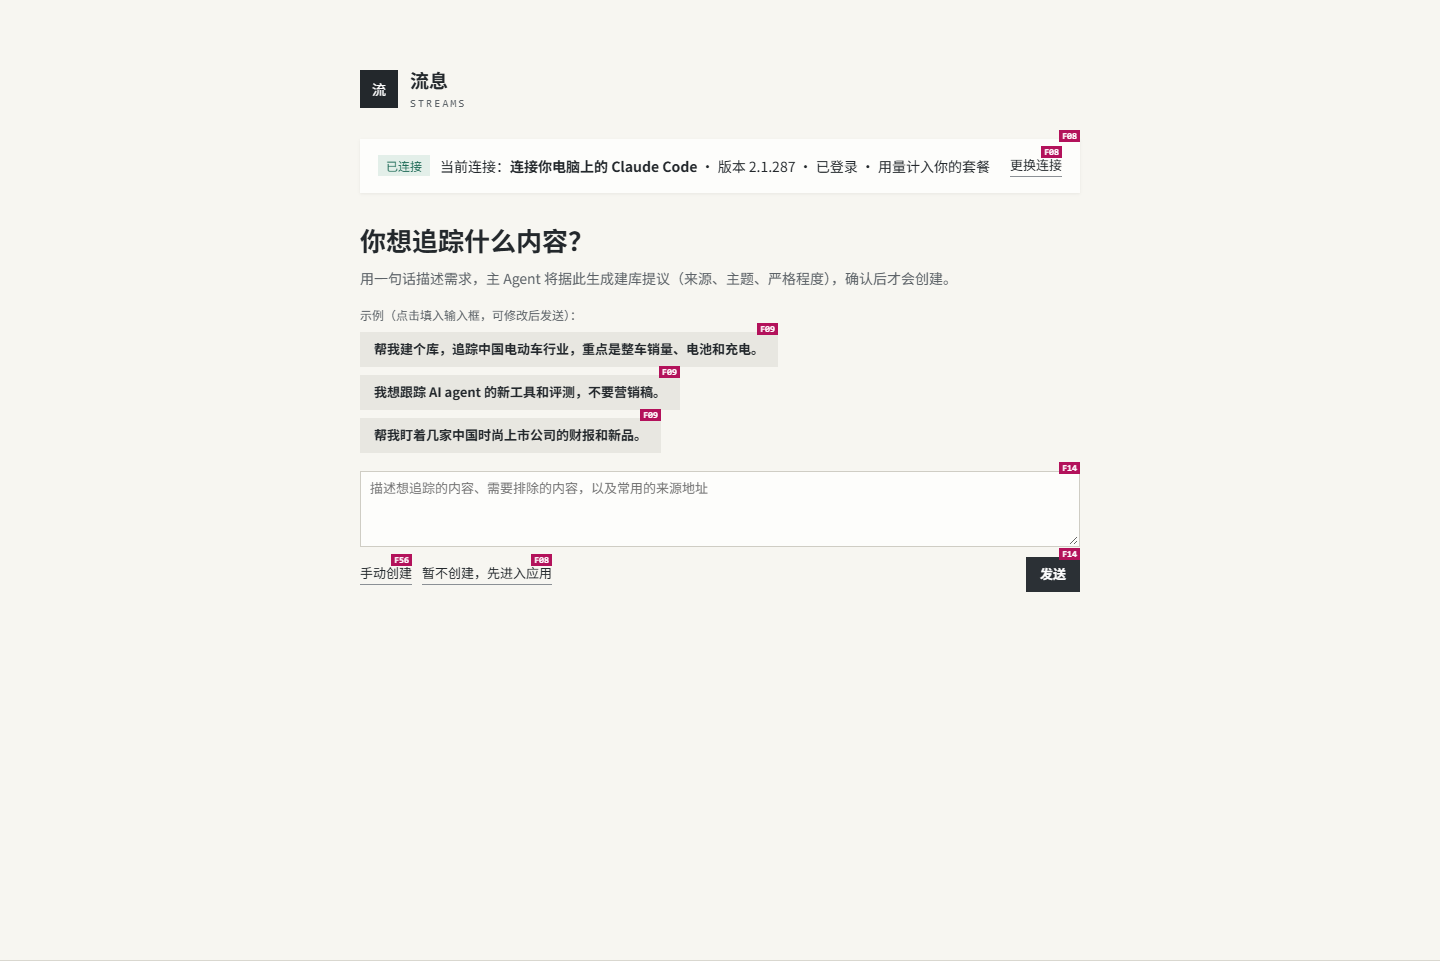 流
流息
STREAMS
F08
F08
已连接 当前连接：连接你电脑上的 Claude Code · 版本 2.1.287 · 已登录 · 用量计入你的套餐 更换连接
你想追踪什么内容？
用一句话描述需求，主 Agent 将据此生成建库提议（来源、主题、严格程度），确认后才会创建。
示例（点击填入输入框，可修改后发送）：
F09
帮我建个库，追踪中国电动车行业，重点是整车销量、电池和充电。
F09
我想跟踪 AI agent 的新工具和评测，不要营销稿。
F09
帮我盯着几家中国时尚上市公司的财报和新品。
F14
描述想追踪的内容、需要排除的内容，以及常用的来源地址
F56 F08 F14
手动创建 暂不创建，先进入应用 发送